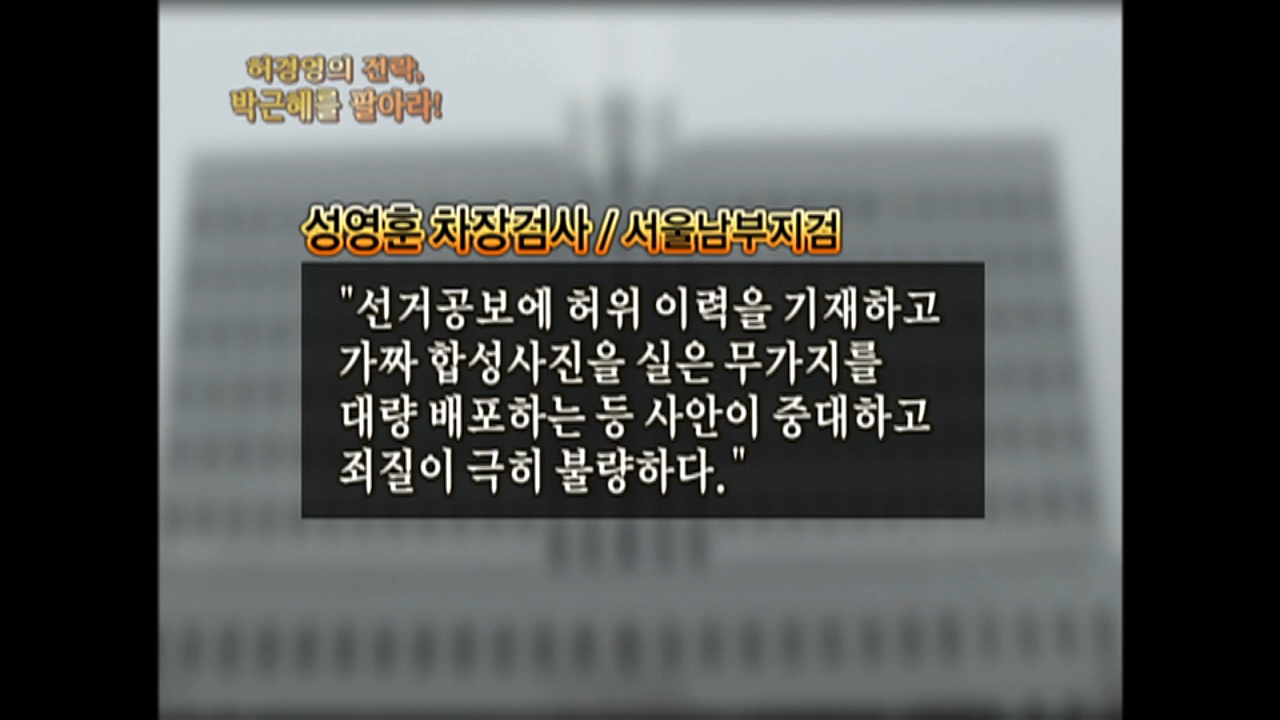 허경영의 전략,
박근혜를 팔아라!
성영훈 차장검사 / 서울남부지검
"선거공보에 허위 이력을 기재하고
가짜 합성사진을 실은 무가지를
대량 배포하는 등 사안이 중대하고
죄질이 극히 불량하다."